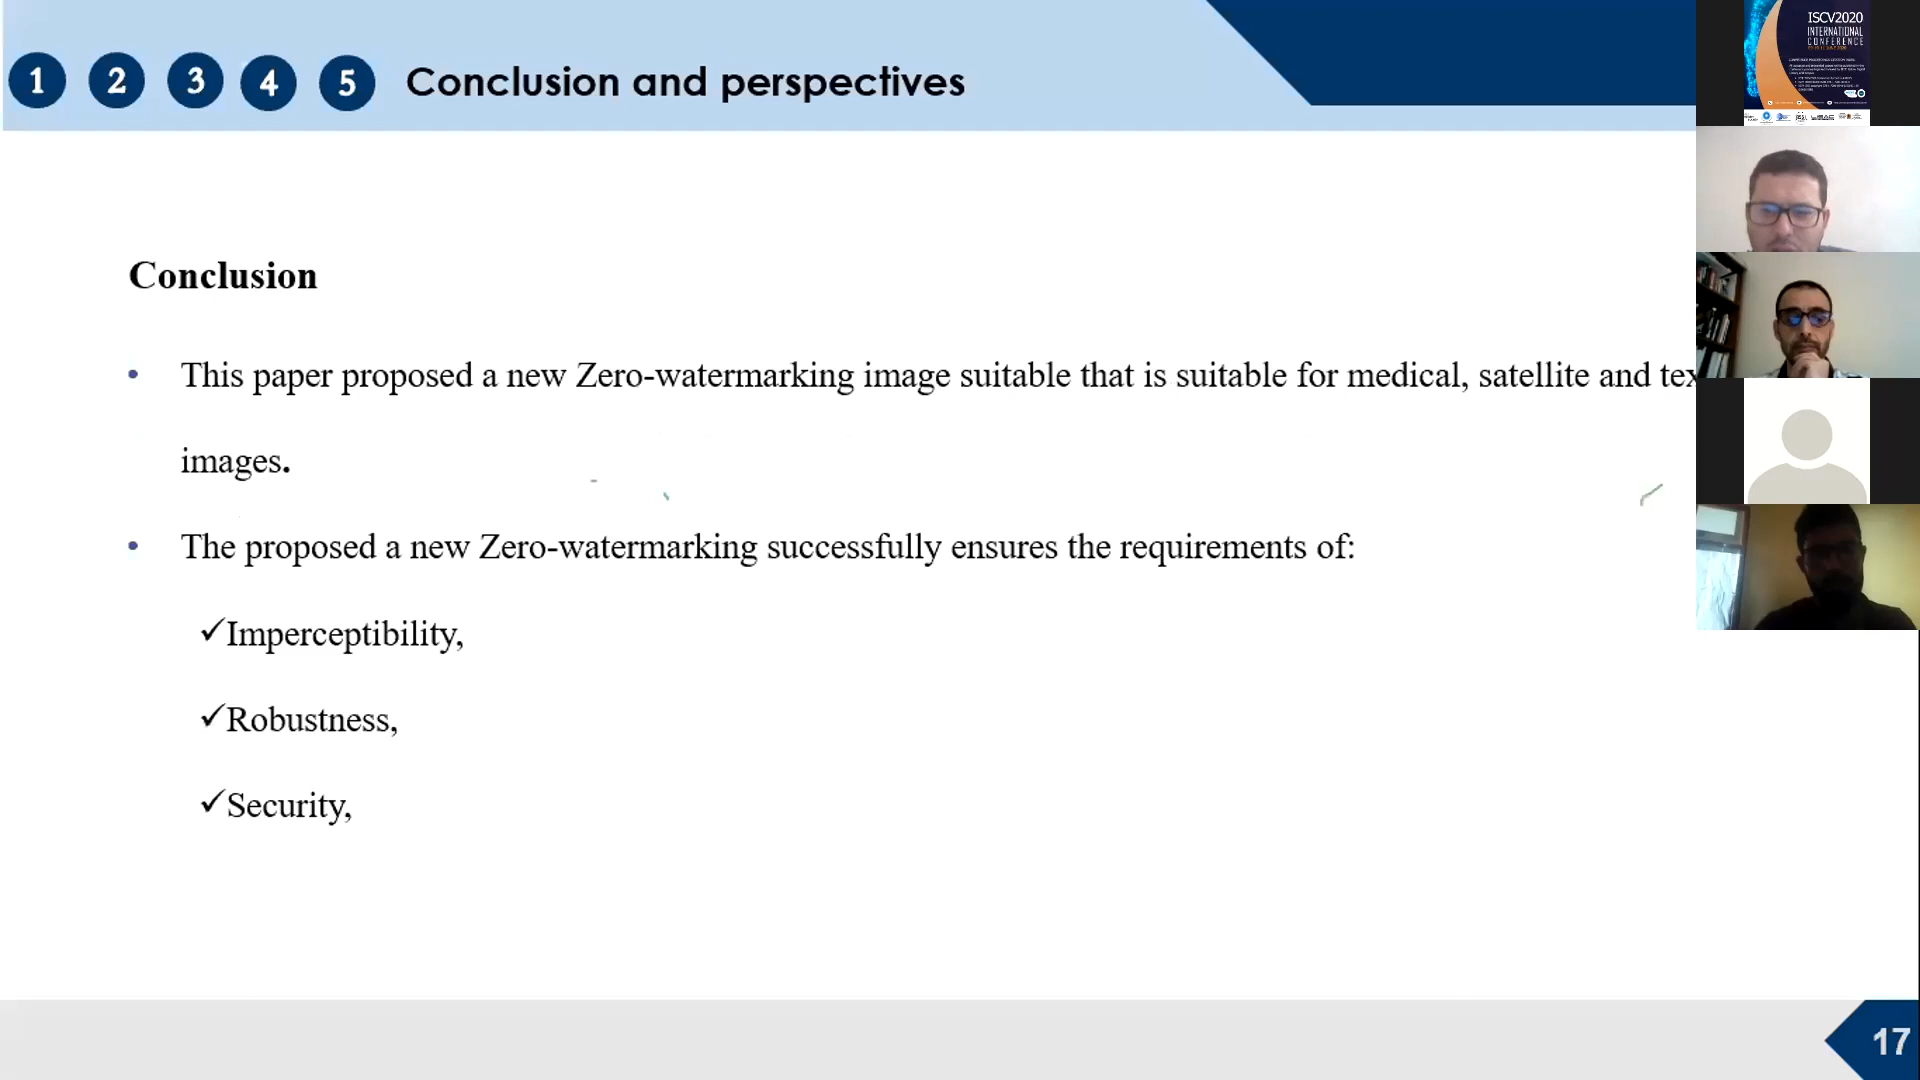 1 2 3 4 5 Conclusion and perspectives
ISCV2020
INTERNATIONAL
CONFERENCE
Conclusion
• This paper proposed a new Zero-watermarking image suitable that is suitable for medical, satellite and tex
images.
• The proposed a new Zero-watermarking successfully ensures the requirements of:
✓Imperceptibility,
✓Robustness,
✓Security,
17